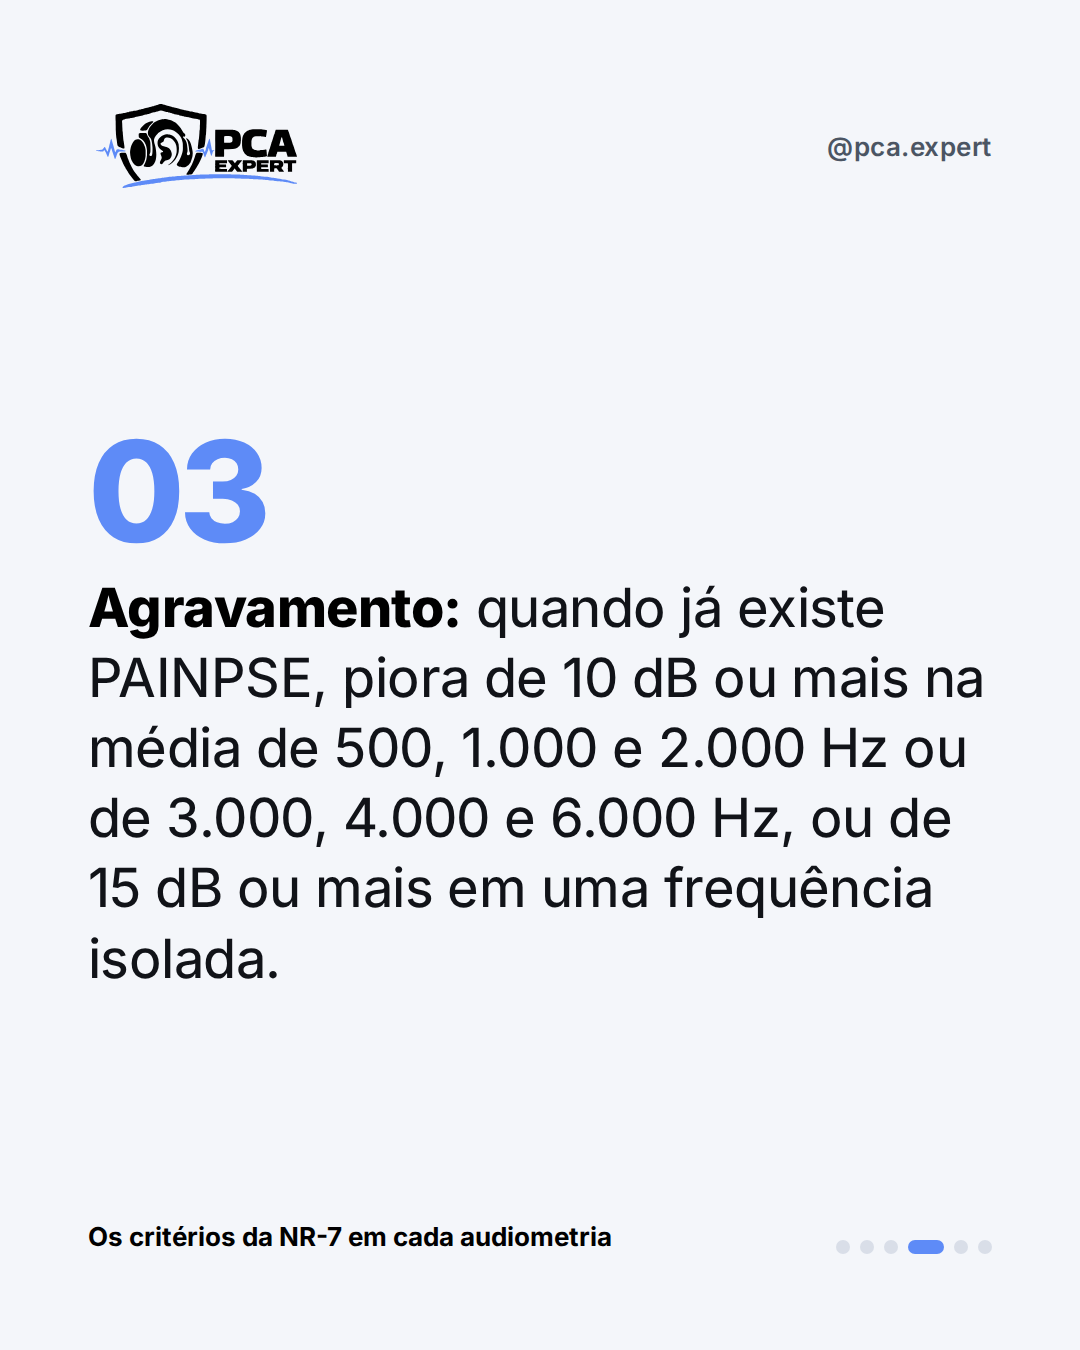 PCA
EXPERT
@pca.expert
03
Agravamento: quando já existe
PAINPSE, piora de 10 dB ou mais na
média de 500, 1.000 e 2.000 Hz ou
de 3.000, 4.000 e 6.000 Hz, ou de
15 dB ou mais em uma frequência
isolada.
Os critérios da NR-7 em cada audiometria